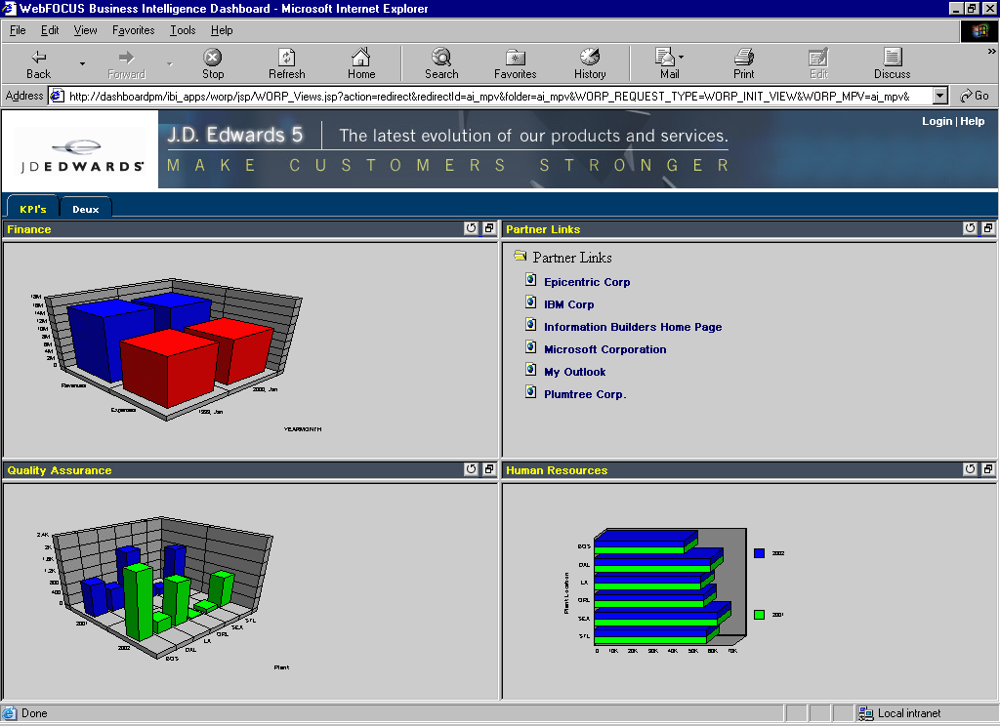 WebFOCUS Business Intelligence Dashboard - Microsoft Internet Explorer
File Edit View Favorites Tools Help
Back Forward Stop Refresh Home Search Favorites History Mail Print Edit Discuss
Address http://dashboardpm/ibi_apps/worp/jsp/WORP_Views.jsp?action=redirect&redirectId=ai_mpv&folder=ai_mpv&WORP_REQUEST_TYPE=WORP_INIT_VIEW&WORP_MPV=ai_mpv& Go
Login | Help
J.D. Edwards 5 The latest evolution of our products and services.
JDEDWARDS
MAKE CUSTOMERS STRONGER
KPI's Deux
Finance
18M
16M
14M
12M
10M
8M
6M
4M
2M
0
Revenues
Expenses
2000, Jan
1999, Jan
YEARMONTH
Partner Links
Partner Links
Epicentric Corp
IBM Corp
Information Builders Home Page
Microsoft Corporation
My Outlook
Plumtree Corp.
Quality Assurance
2.4K
2K
1.6K
1.2K
800
400
0
2001
2002
BOS
DAL
LA
ORL
SEA
STL
Plant
Human Resources
Plant Location
BOS
DAL
LA
ORL
SEA
STL
0 10K 20K 30K 40K 50K 60K 70K
2002
2001
Done Local intranet